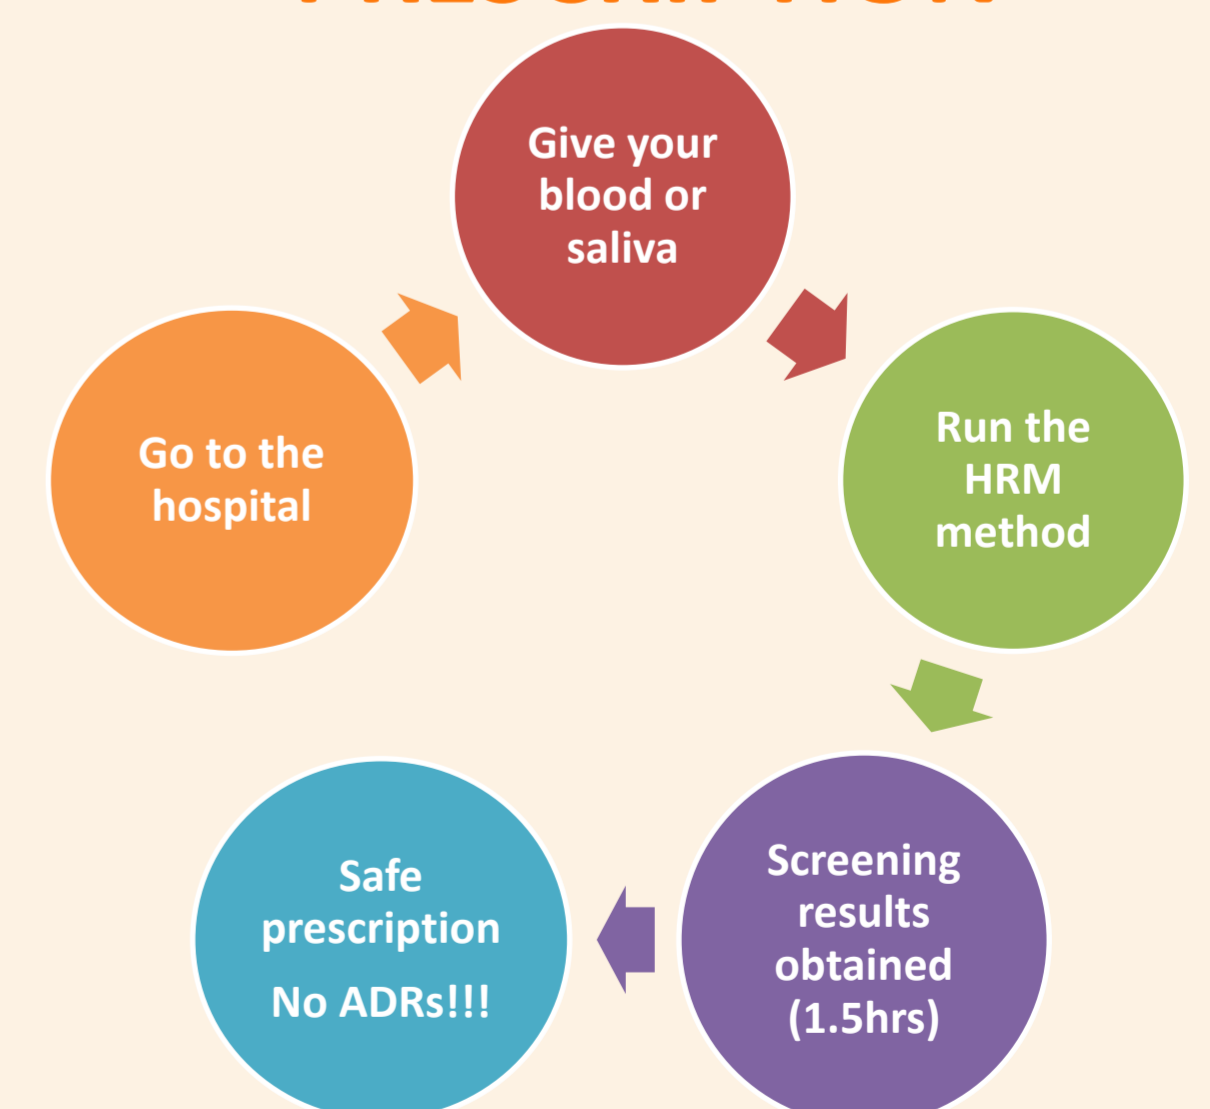 PRESCRIPTION
Go to the
hospital
Give your
blood or
saliva
Run the
HRM
method
Screening
results
obtained
(1.5hrs)
Safe
prescription
No ADRs!!!